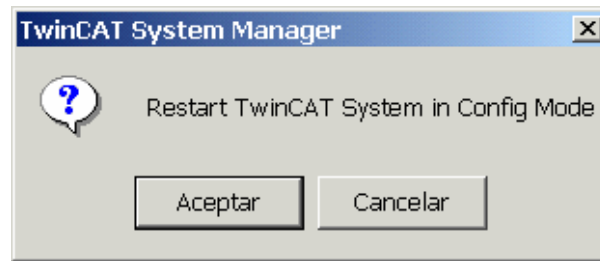 TwinCAT System Manager
Restart TwinCAT System in Config Mode
Aceptar Cancelar